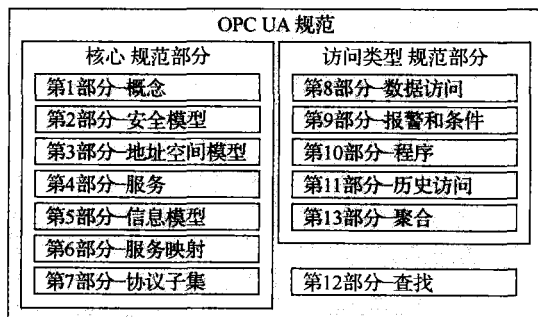 OPC UA 规范
核心 规范部分
第1部分 概念
第2部分 安全模型
第3部分 地址空间模型
第4部分 服务
第5部分 信息模型
第6部分 服务映射
第7部分 协议子集
访问类型 规范部分
第8部分 数据访问
第9部分 报警和条件
第10部分 程序
第11部分 历史访问
第13部分 聚合
第12部分 查找